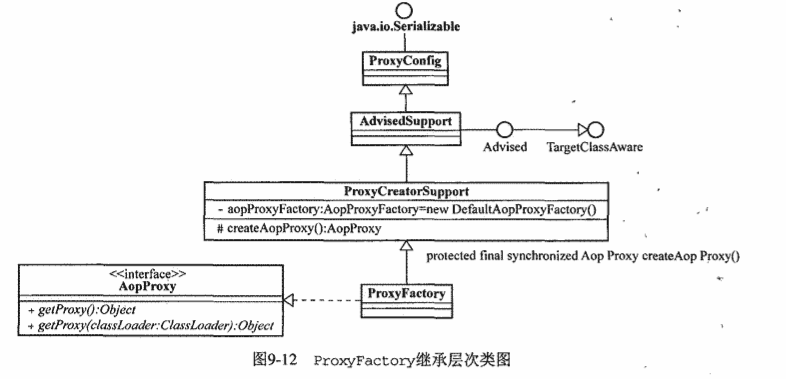 java.io.Serializable
ProxyConfig
AdvisedSupport
Advised
TargetClassAware
ProxyCreatorSupport
- aopProxyFactory:AopProxyFactory=new DefaultAopProxyFactory()
# createAopProxy():AopProxy
protected final synchronized Aop Proxy createAop Proxy()
<<interface>>
AopProxy
+ getProxy():Object
+ getProxy(classLoader:ClassLoader):Object
ProxyFactory
图9-12 ProxyFactory继承层次类图